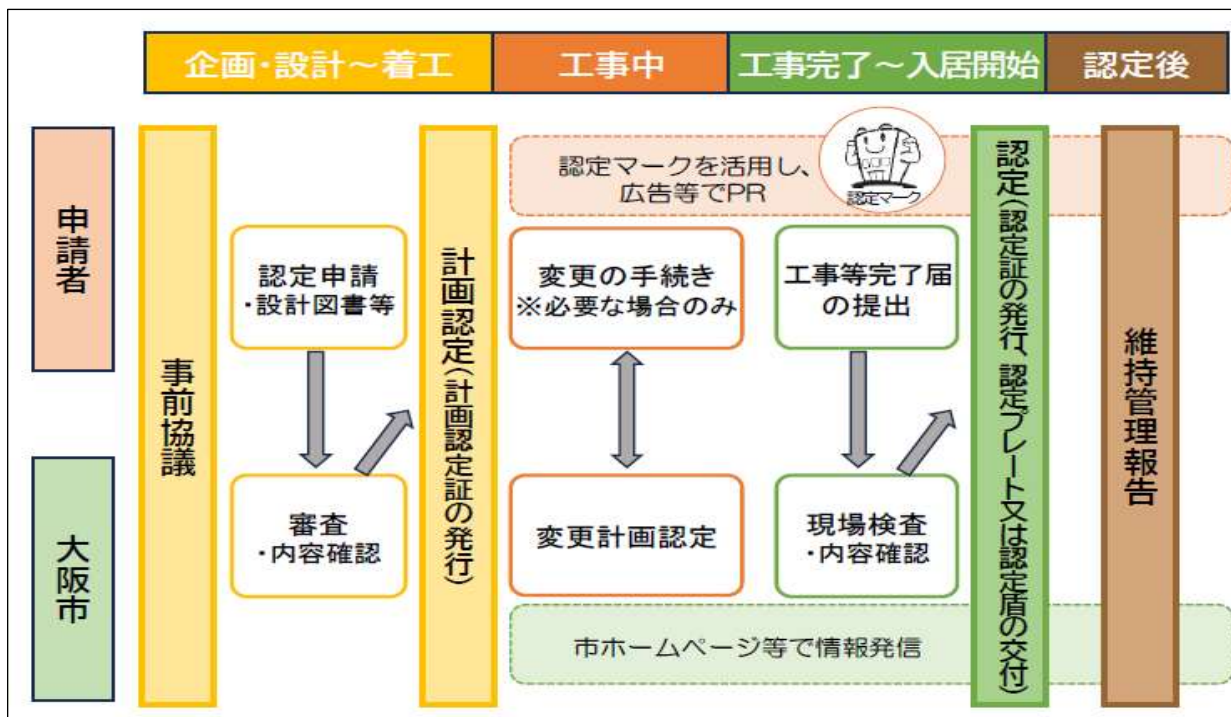 企画・設計～着工
工事中
工事完了～入居開始
認定後
申請者
大阪市
事前協議
認定申請
・設計図書等
審査
・内容確認
計画認定（計画認定証の発行）
認定マークを活用し、
広告等でPR
認定マーク
変更の手続き
※必要な場合のみ
変更計画認定
工事等完了届
の提出
現場検査
・内容確認
市ホームページ等で情報発信
認定（認定証の発行、認定プレート又は認定盾の交付）
維持管理報告